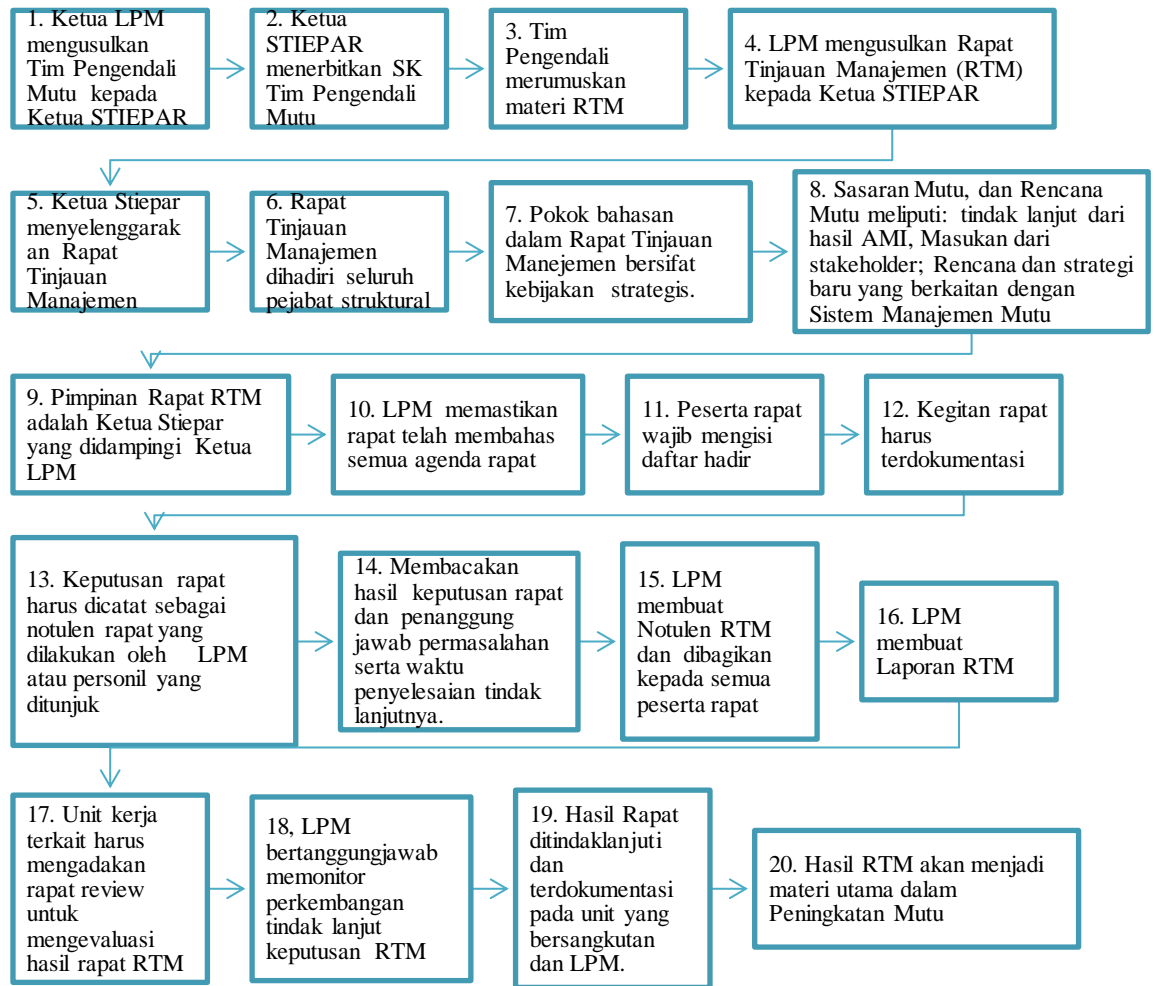 1. Ketua LPM
mengusulkan
Tim Pengendali
Mutu kepada
Ketua STIEPAR
2. Ketua
STIEPAR
menerbitkan SK
Tim Pengendali
Mutu
3. Tim
Pengendali
merumuskan
materi RTM
4. LPM mengusulkan Rapat
Tinjauan Manajemen (RTM)
kepada Ketua STIEPAR
5. Ketua Stiepar
menyelenggarak
an Rapat
Tinjauan
Manajemen
6. Rapat
Tinjauan
Manajemen
dihadiri seluruh
pejabat struktural
7. Pokok bahasan
dalam Rapat Tinjauan
Manejemen bersifat
kebijakan strategis.
8. Sasaran Mutu, dan Rencana
Mutu meliputi: tindak lanjut dari
hasil AMI, Masukan dari
stakeholder; Rencana dan strategi
baru yang berkaitan dengan
Sistem Manajemen Mutu
9. Pimpinan Rapat RTM
adalah Ketua Stiepar
yang didampingi Ketua
LPM
10. LPM memastikan
rapat telah membahas
semua agenda rapat
11. Peserta rapat
wajib mengisi
daftar hadir
12. Kegitan rapat
harus
terdokumentasi
13. Keputusan rapat
harus dicatat sebagai
notulen rapat yang
dilakukan oleh LPM
atau personil yang
ditunjuk
14. Membacakan
hasil keputusan rapat
dan penanggung
jawab permasalahan
serta waktu
penyelesaian tindak
lanjutnya.
15. LPM
membuat
Notulen RTM
dan dibagikan
kepada semua
peserta rapat
16. LPM
membuat
Laporan RTM
17. Unit kerja
terkait harus
mengadakan
rapat review
untuk
mengevaluasi
hasil rapat RTM
18, LPM
bertanggungjawab
memonitor
perkembangan
tindak lanjut
keputusan RTM
19. Hasil Rapat
ditindaklanjuti
dan
terdokumentasi
pada unit yang
bersangkutan
dan LPM.
20. Hasil RTM akan menjadi
materi utama dalam
Peningkatan Mutu